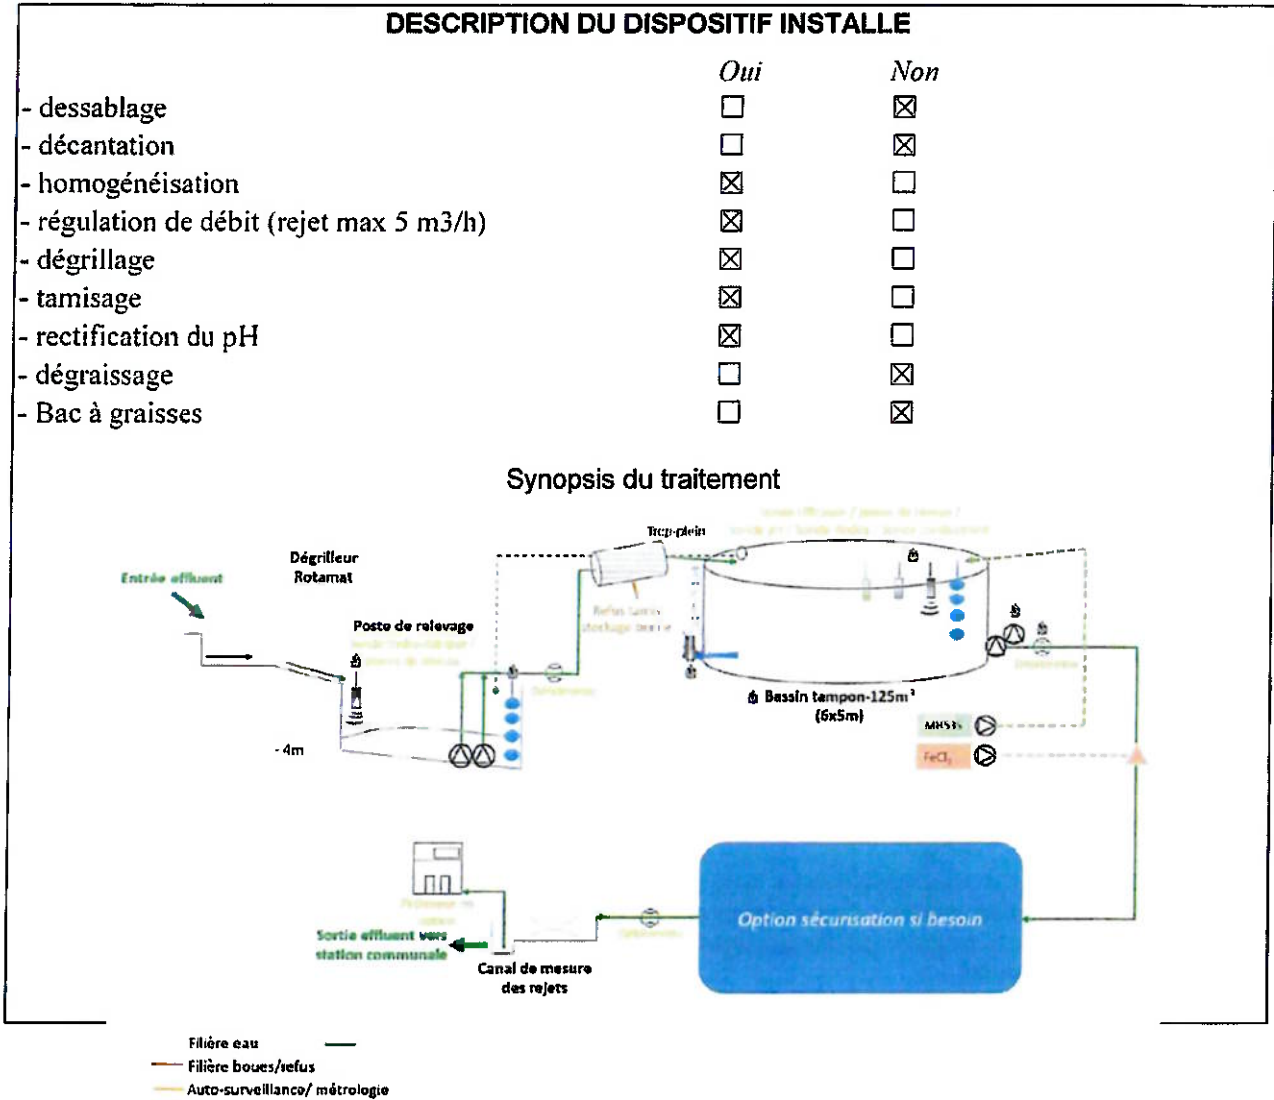 DESCRIPTION DU DISPOSITIF INSTALLE
Oui Non
- dessablage
- décantation
- homogénéisation
- régulation de débit (rejet max 5 m3/h)
- dégrillage
- tamisage
- rectification du pH
- dégraissage
- Bac à graisses
Synopsis du traitement
Trop-plein
Dégrilleur
Rotamat
Entrée effluent
Refus tamis
Poste de relevage
Bassin tampon-125m³
(6x5m)
- 4m
FeCl₃
Option sécurisation si besoin
Sortie effluent vers
station communale
Canal de mesure
des rejets
Filière eau
Filière boues/refus
Auto-surveillance/ métrologie